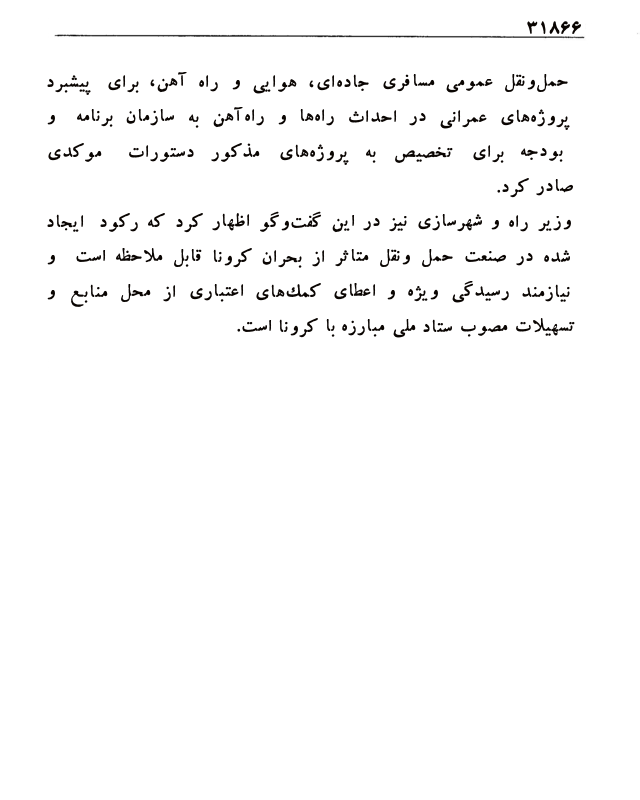 ۳۱۸۶۶
حمل‌ونقل عمومی مسافری جاده‌ای، هوایی و راه آهن، برای پیشبرد
پروژه‌های عمرانی در احداث راه‌ها و راه‌آهن به سازمان برنامه و
بودجه برای تخصیص به پروژه‌های مذکور دستورات موکدی
صادر کرد.
وزیر راه و شهرسازی نیز در این گفت‌وگو اظهار کرد که رکود ایجاد
شده در صنعت حمل ونقل متاثر از بحران کرونا قابل ملاحظه است و
نیازمند رسیدگی ویژه و اعطای کمك‌های اعتباری از محل منابع و
تسهیلات مصوب ستاد ملی مبارزه با کرونا است.